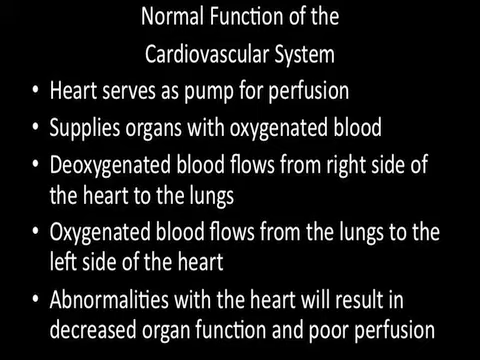 Normal Function of the
Cardiovascular System
• Heart serves as pump for perfusion
• Supplies organs with oxygenated blood
• Deoxygenated blood flows from right side of
the heart to the lungs
• Oxygenated blood flows from the lungs to the
left side of the heart
• Abnormalities with the heart will result in
decreased organ function and poor perfusion